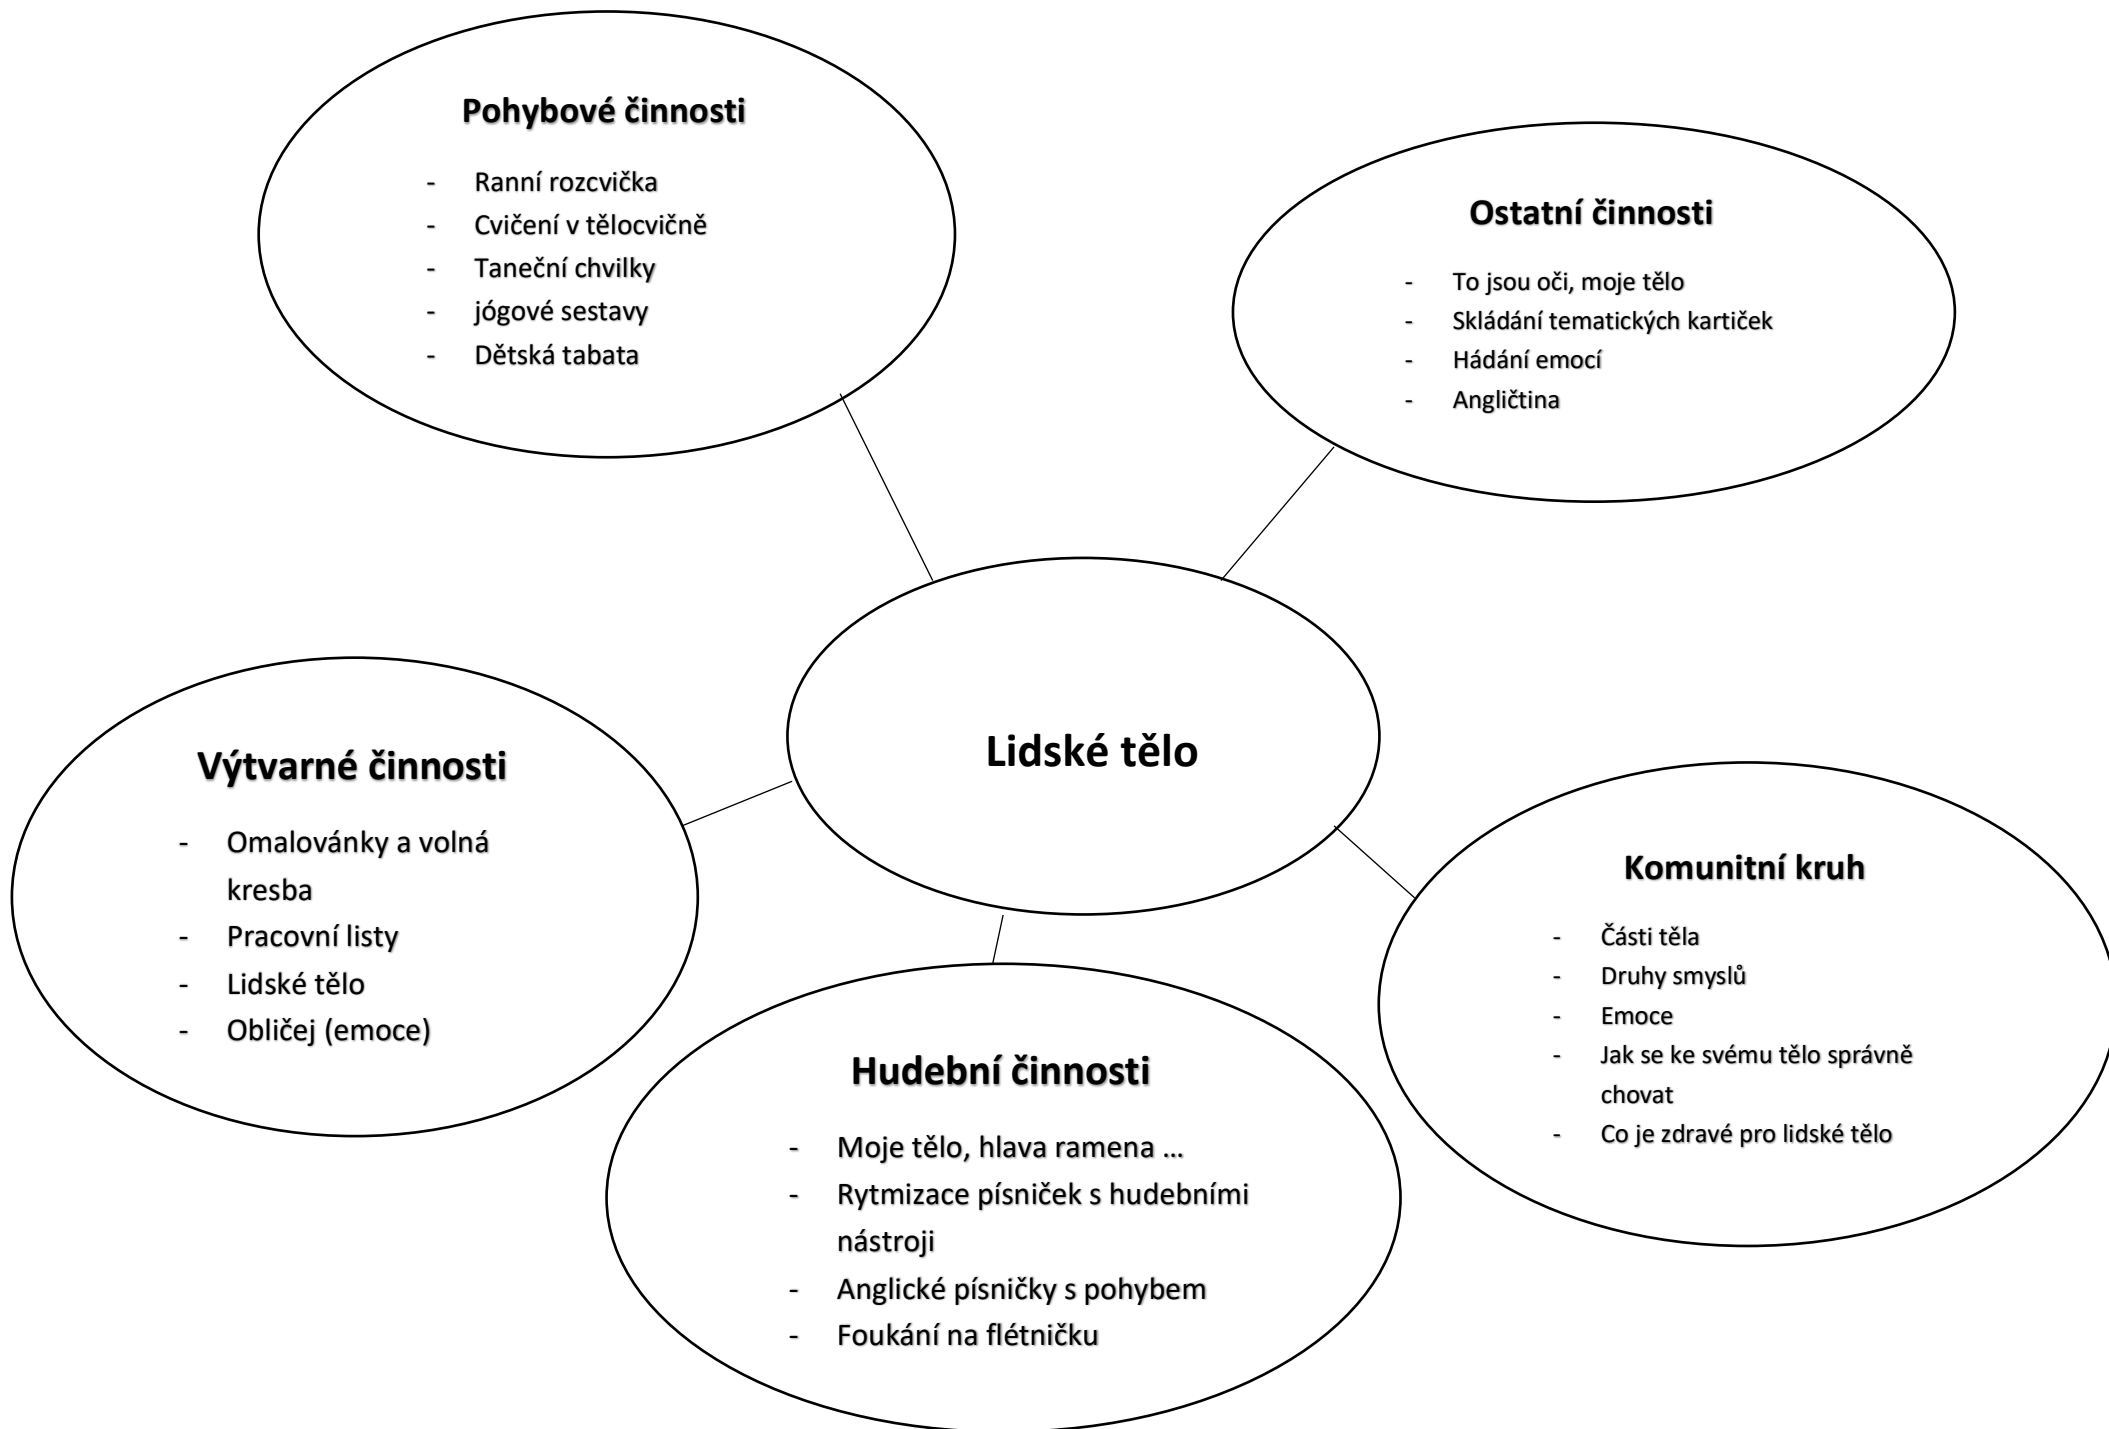 Pohybové činnosti
- Ranní rozcvička
- Cvičení v tělocvičně
- Taneční chvilky
- jógové sestavy
- Dětská tabata
Ostatní činnosti
- To jsou oči, moje tělo
- Skládání tematických kartiček
- Hádání emocí
- Angličtina
Lidské tělo
Výtvarné činnosti
- Omalovánky a volná
kresba
- Pracovní listy
- Lidské tělo
- Obličej (emoce)
Komunitní kruh
- Části těla
- Druhy smyslů
- Emoce
- Jak se ke svému tělo správně
chovat
- Co je zdravé pro lidské tělo
Hudební činnosti
- Moje tělo, hlava ramena …
- Rytmizace písniček s hudebními
nástroji
- Anglické písničky s pohybem
- Foukání na flétničku